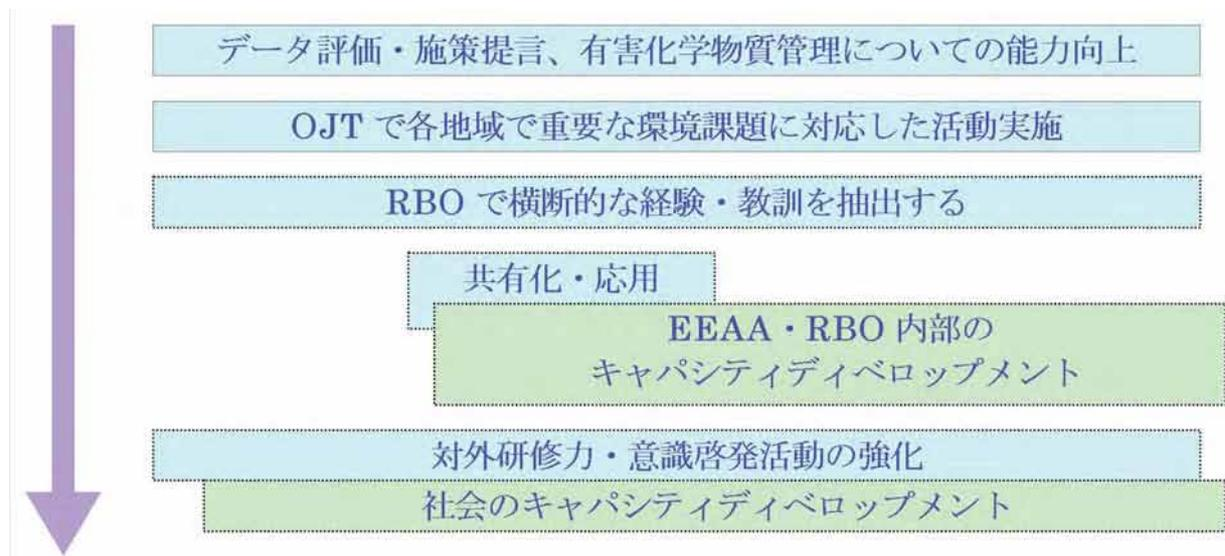 データ評価・施策提言、有害化学物質管理についての能力向上
OJT で各地域で重要な環境課題に対応した活動実施
RBO で横断的な経験・教訓を抽出する
共有化・応用
EEAA・RBO 内部の
キャパシティディベロップメント
対外研修力・意識啓発活動の強化
社会のキャパシティディベロップメント